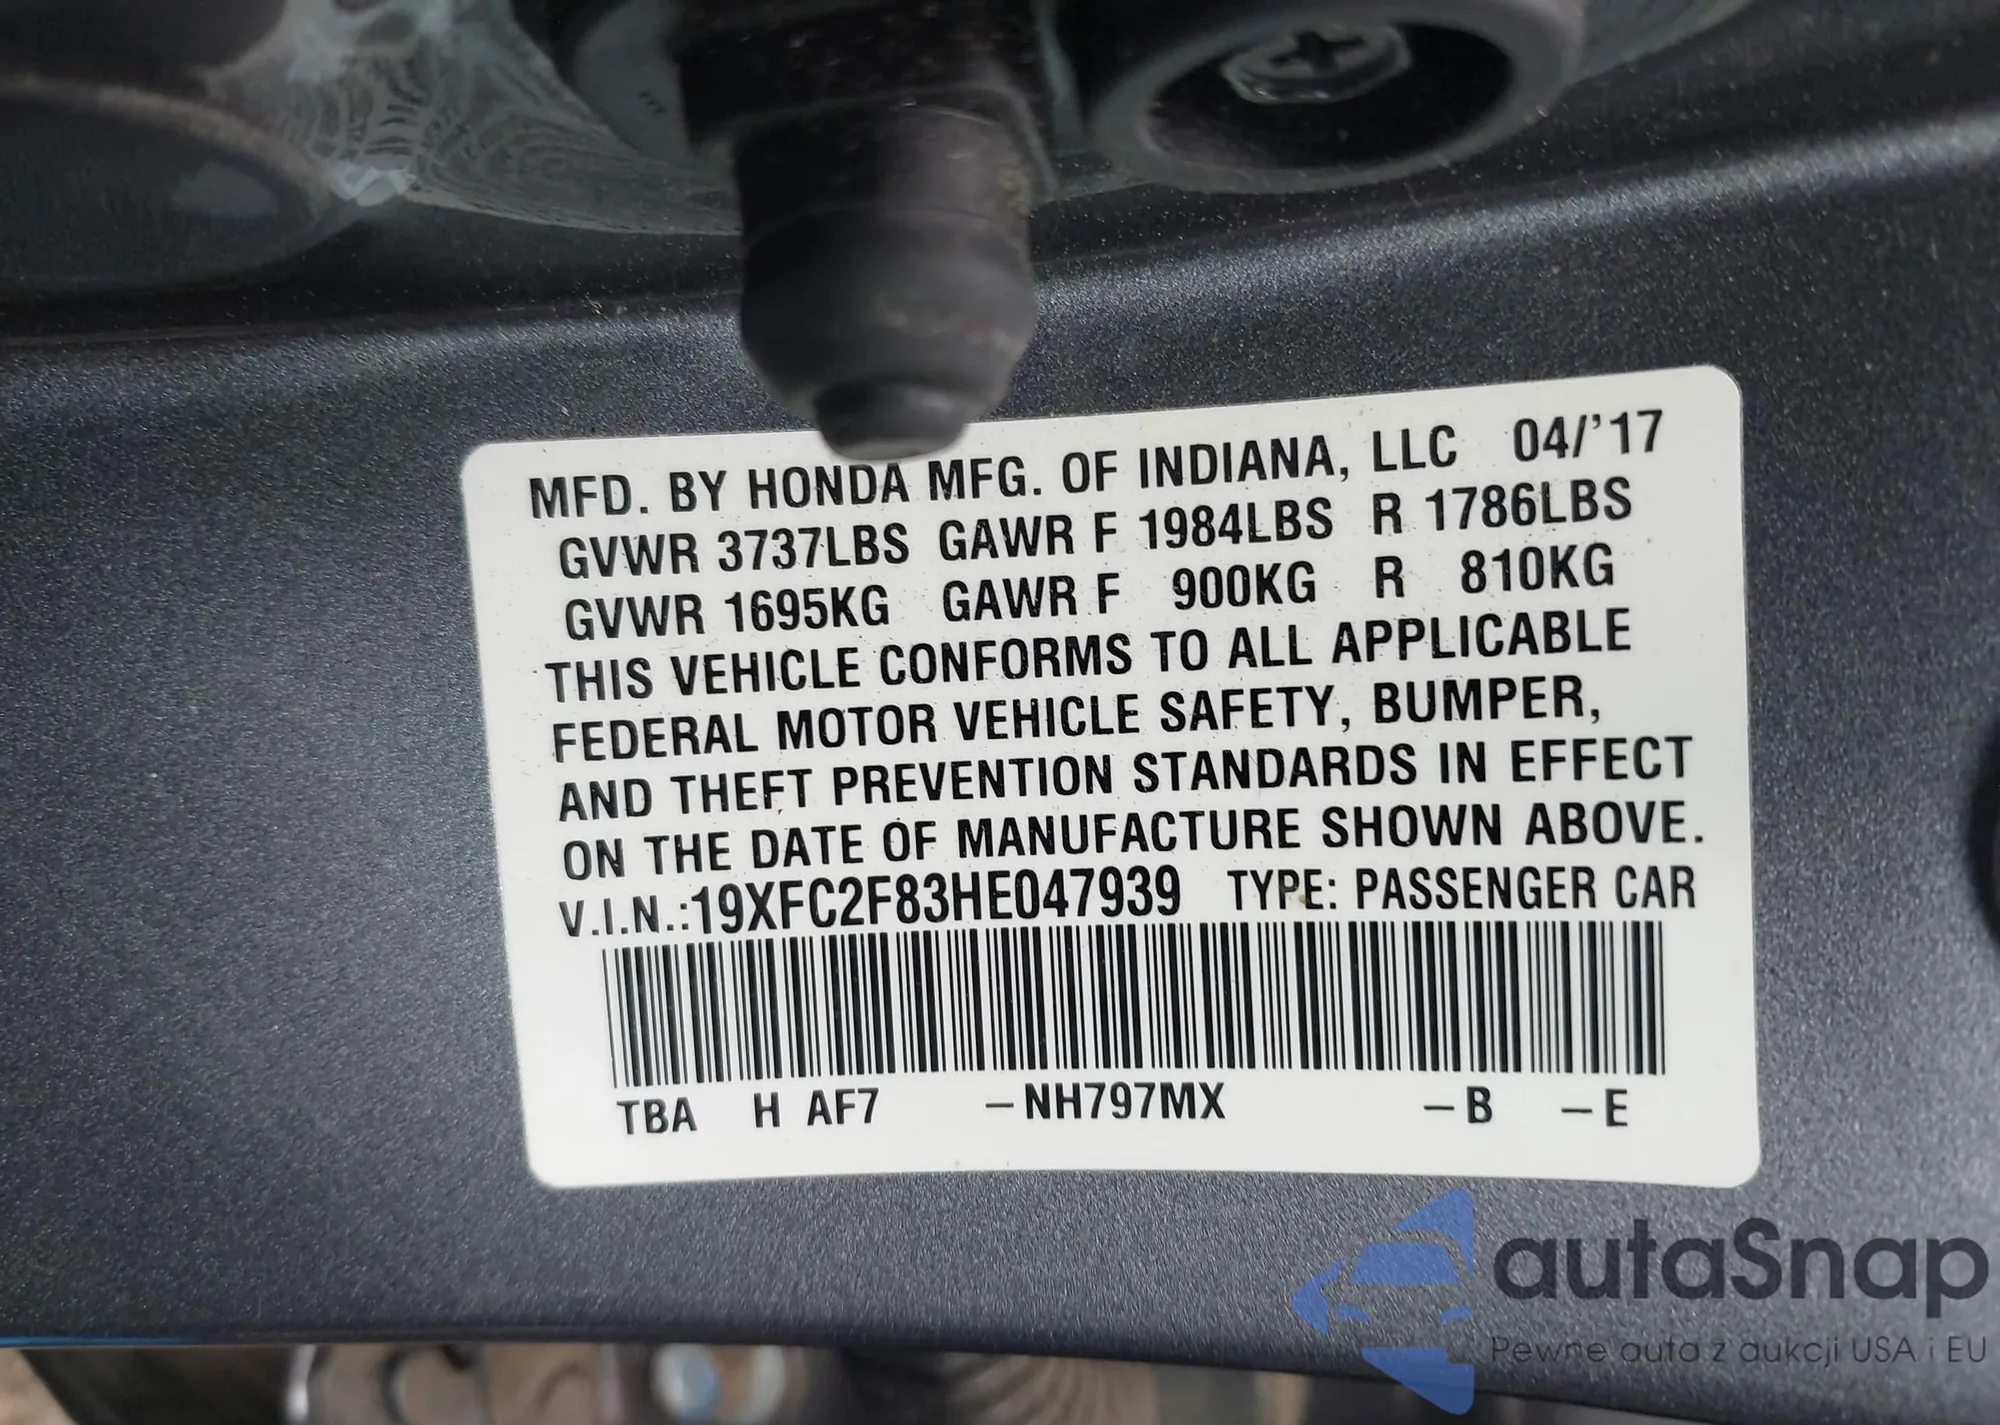 MFD. BY HONDA MFG. OF INDIANA, LLC 04/'17
GVWR 3737LBS GAWR F 1984LBS R 1786LBS
GVWR 1695KG GAWR F 900KG R 810KG
THIS VEHICLE CONFORMS TO ALL APPLICABLE
FEDERAL MOTOR VEHICLE SAFETY, BUMPER,
AND THEFT PREVENTION STANDARDS IN EFFECT
ON THE DATE OF MANUFACTURE SHOWN ABOVE.
V.I.N.:19XFC2F83HE047939 TYPE: PASSENGER CAR
TBA H AF7 –NH797MX –B –E
autaSnap
Pewne auta z aukcji USA i EU